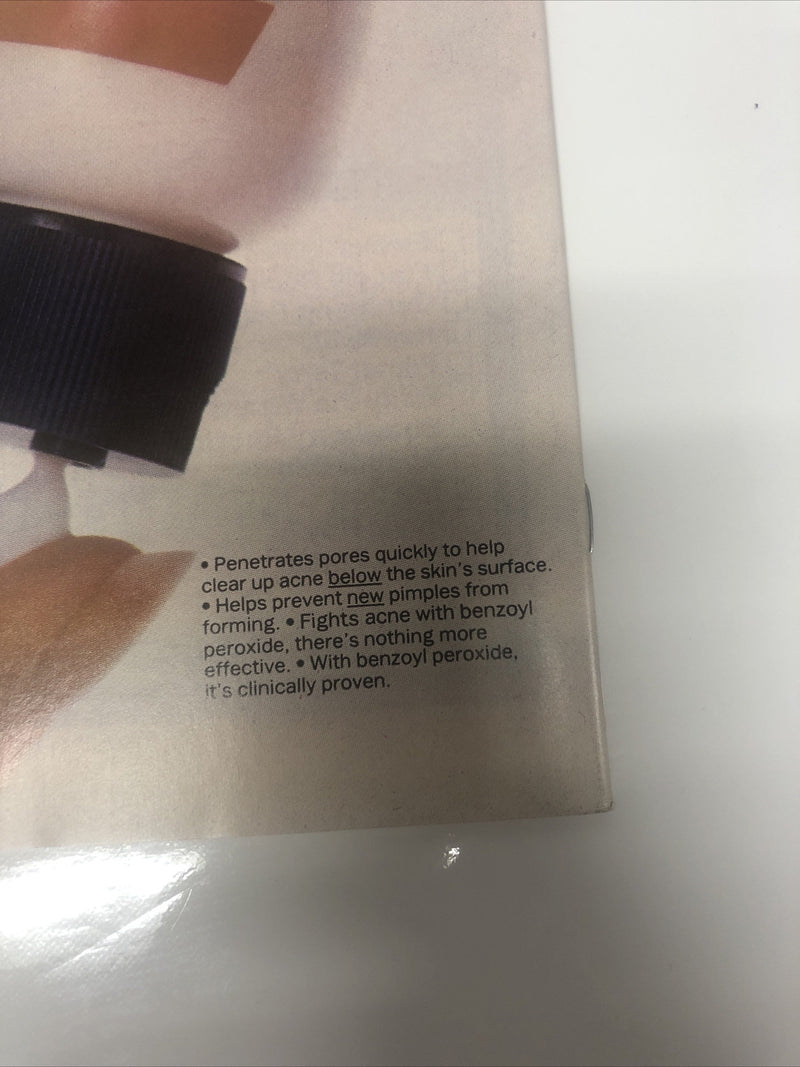 • Penetrates pores quickly to help
clear up acne below the skin's surface.
• Helps prevent new pimples from
forming. • Fights acne with benzoyl
peroxide, there's nothing more
effective. • With benzoyl peroxide,
it's clinically proven.